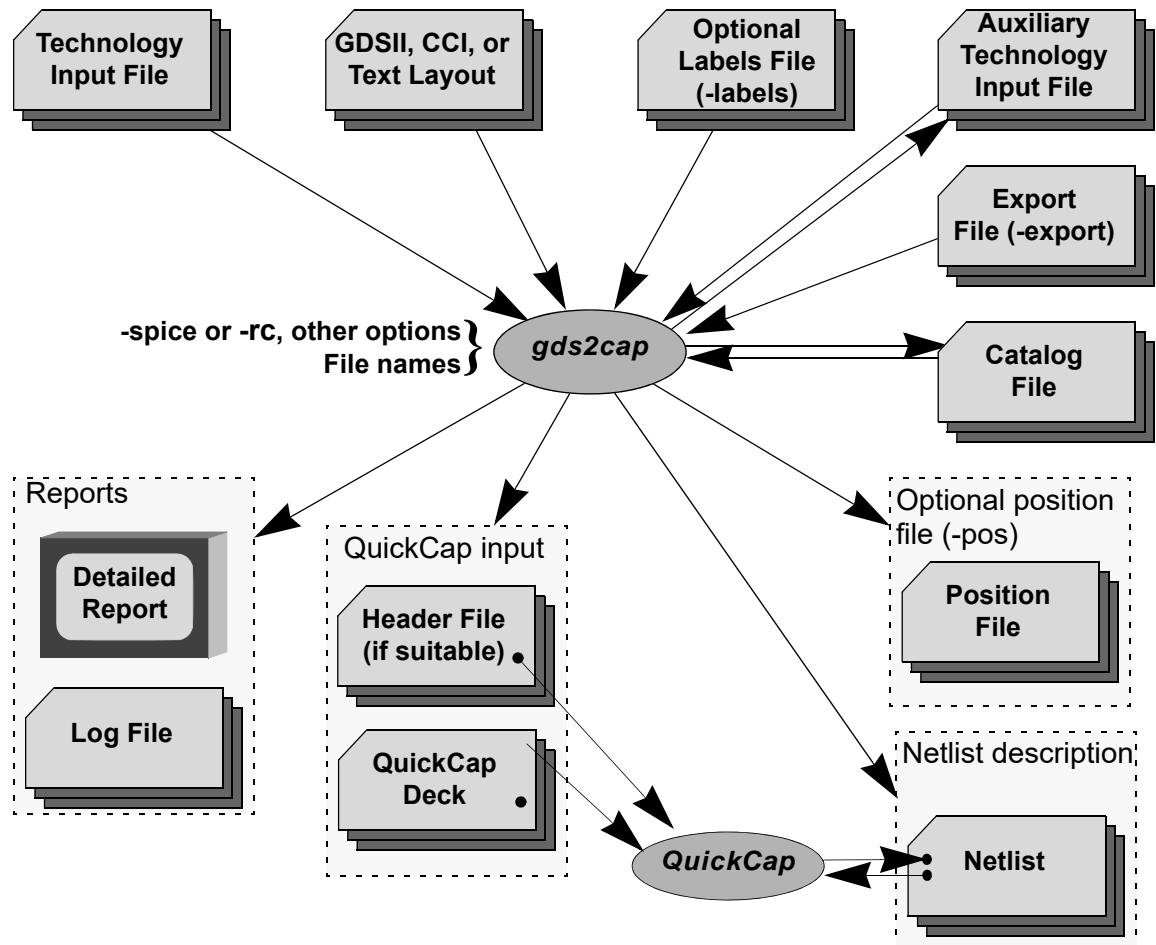 Technology
Input File
GDSII, CCI, or
Text Layout
Optional
Labels File
(-labels)
Auxiliary
Technology
Input File
Export
File (-export)
-spice or -rc, other options
File names
}
gds2cap
Catalog
File
Reports
Detailed
Report
Log File
QuickCap input
Header File
(if suitable)
QuickCap
Deck
Optional position
file (-pos)
Position
File
Netlist description
QuickCap
Netlist